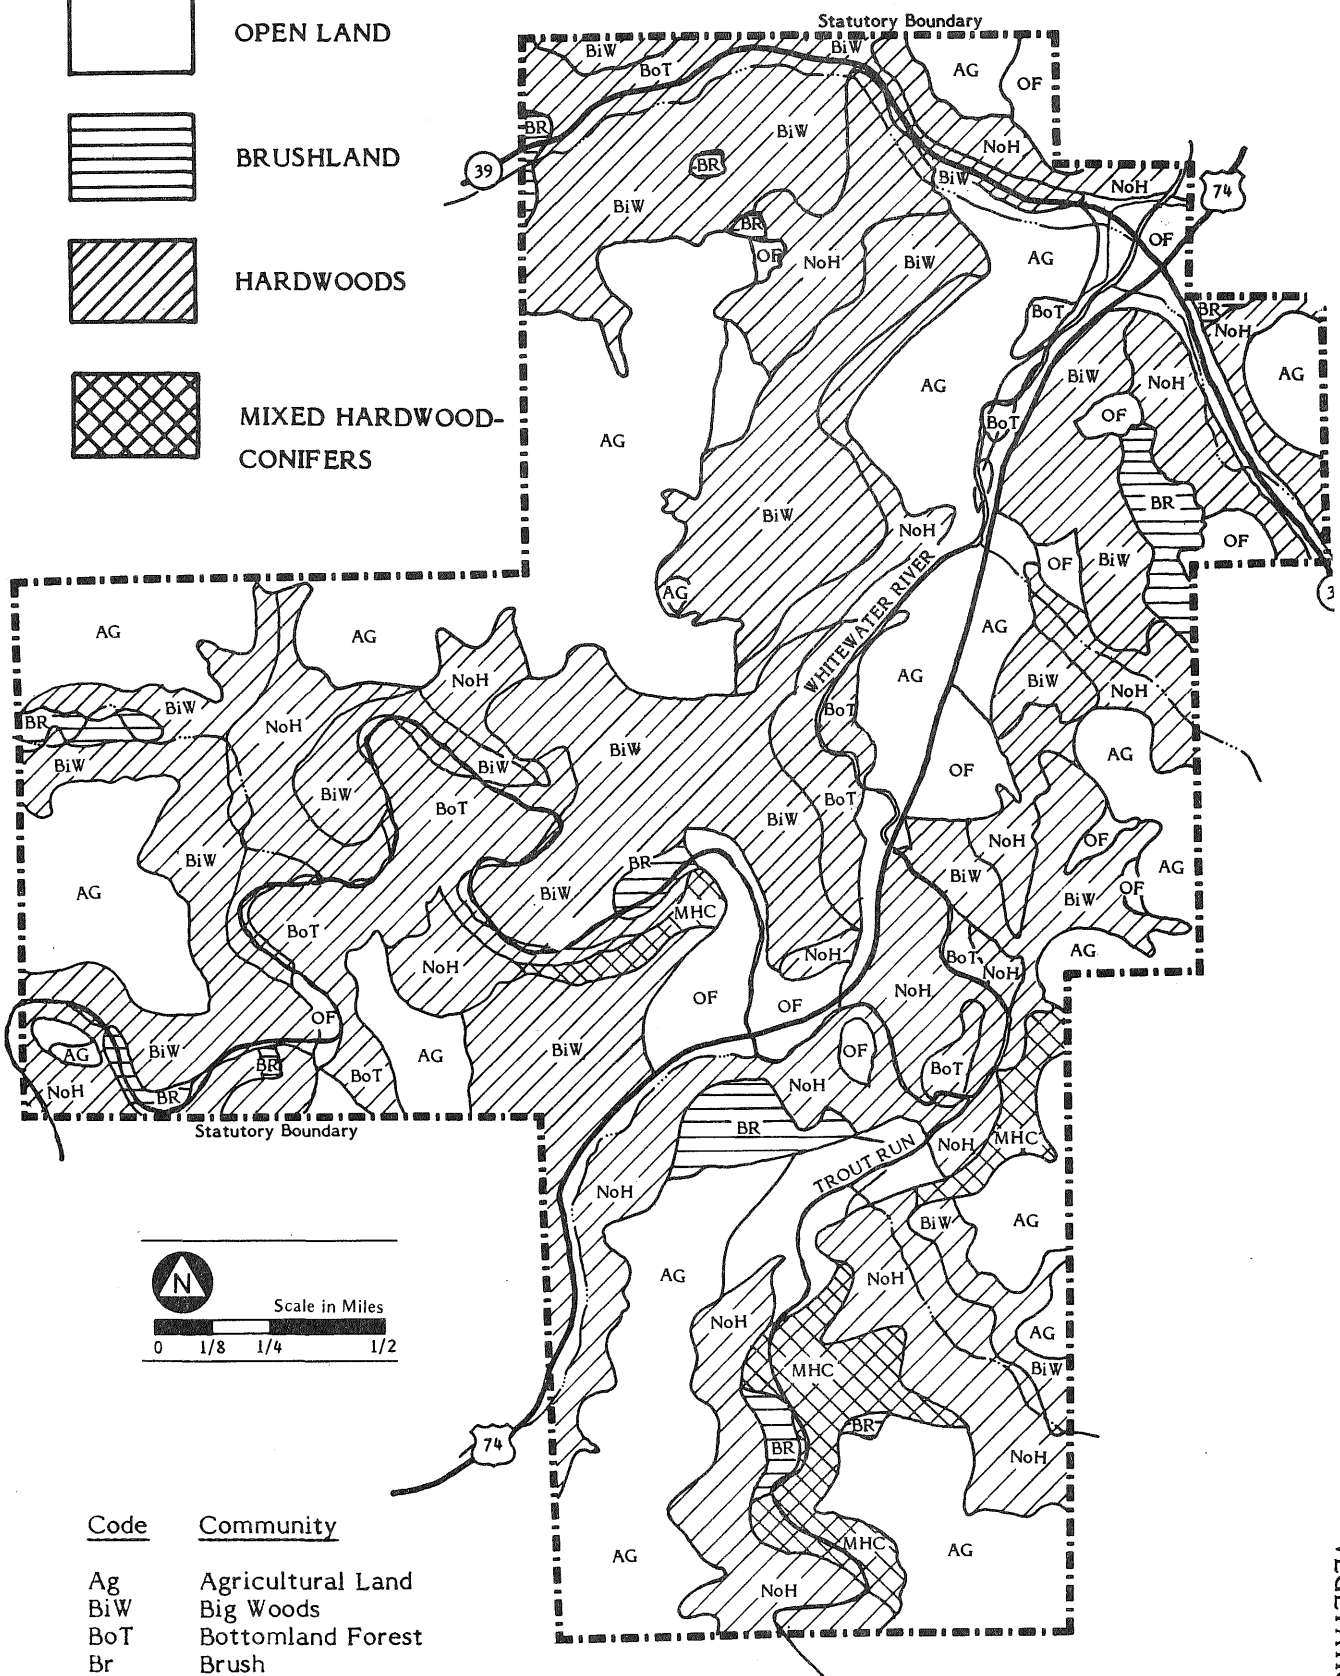 OPEN LAND
BRUSHLAND
HARDWOODS
MIXED HARDWOOD-
CONIFERS
Statutory Boundary
BiW
BiW
BoT
AG
OF
BR
BiW
NoH
39
BR
BiW
NoH
74
BiW
BR
OF
OF
NoH
BiW
AG
BoT
BR
NoH
AG
BiW
NoH
AG
OF
BoT
AG
BR
BiW
NoH
OF
BiW
OF
AG
3
WHITEWATER RIVER
AG
AG
AG
NoH
AG
BiW
NoH
BR
BiW
NoH
BoT
BiW
BiW
BiW
OF
AG
BiW
BoT
BoT
BiW
NoH
OF
BiW
BR
BiW
BiW
OF
AG
AG
BiW
MHC
BoT
NoH
NoH
BoT
NoH
AG
OF
OF
NoH
OF
AG
BiW
BR
BoT
AG
BiW
OF
BoT
NoH
BR
NoH
Statutory Boundary
BR
NoH
MHC
TROUT RUN
NoH
BiW
AG
N
Scale in Miles
0 1/8 1/4 1/2
AG
NoH
NoH
AG
MHC
BiW
74
BR
BR
NoH
AG
MHC
AG
NoH
Code Community
Ag Agricultural Land
BiW Big Woods
BoT Bottomland Forest
Br Brush